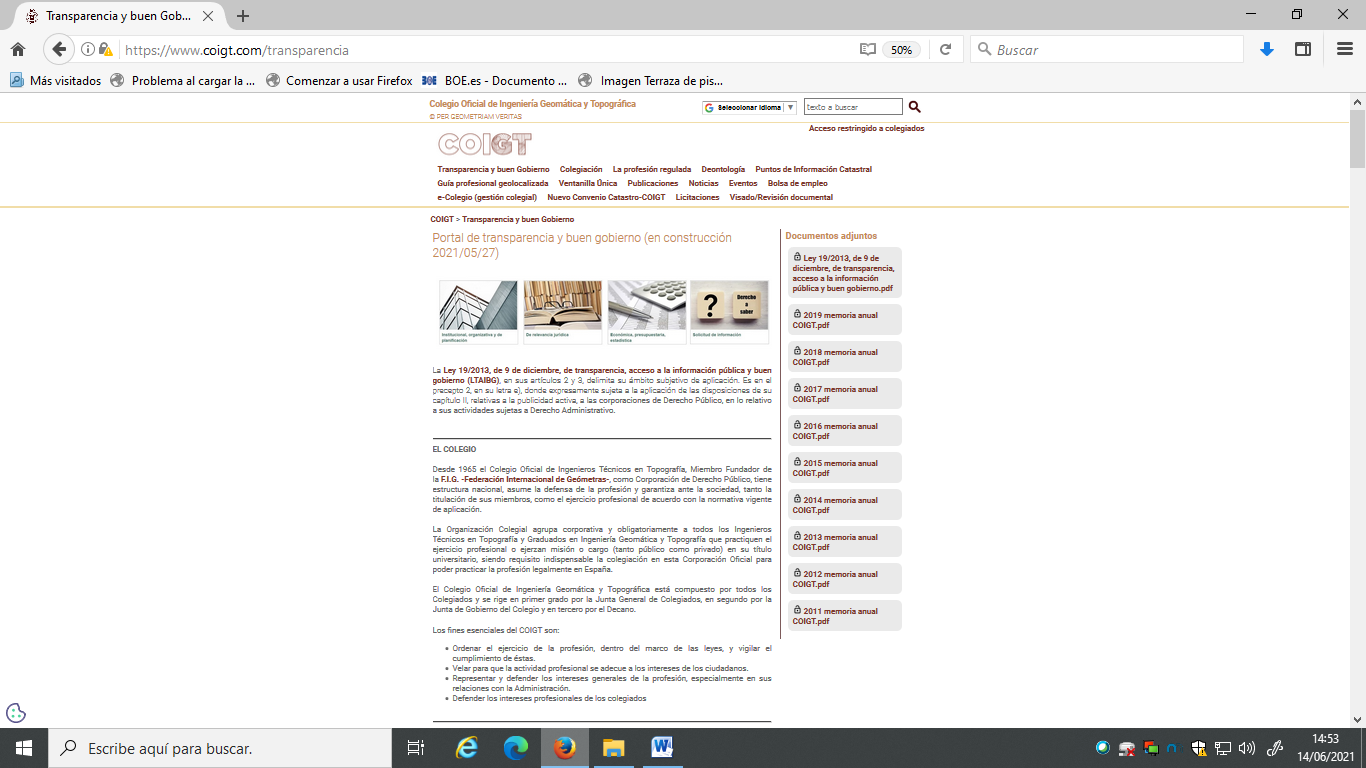 Transparencia y buen Gob...
https://www.coigt.com/transparencia
50%
Buscar
Más visitados
Problema al cargar la ...
Comenzar a usar Firefox
BOE.es - Documento ...
Imagen Terraza de pis...
Colegio Oficial de Ingeniería Geomática y Topográfica
© PER GEOMETRIAM VERITAS
G Seleccionar idioma ▼
texto a buscar
Acceso restringido a colegiados
COIGT
Transparencia y buen Gobierno Colegiación La profesión regulada Deontología Puntos de Información Catastral
Guía profesional geolocalizada Ventanilla Única Publicaciones Noticias Eventos Bolsa de empleo
e-Colegio (gestión colegial) Nuevo Convenio Catastro-COIGT Licitaciones Visado/Revisión documental
COIGT > Transparencia y buen Gobierno
Portal de transparencia y buen gobierno (en construcción
2021/05/27)
?
Derecho
a
saber
Institucional, organizativa y de
planificación
De relevancia jurídica
Económica, presupuestaria,
estadística
Solicitud de información
La Ley 19/2013, de 9 de diciembre, de transparencia, acceso a la información pública y buen
gobierno (LTAIBG), en sus artículos 2 y 3, delimita su ámbito subjetivo de aplicación. Es en el
precepto 2, en su letra e), donde expresamente sujeta a la aplicación de las disposiciones de su
capítulo II, relativas a la publicidad activa, a las corporaciones de Derecho Público, en lo relativo
a sus actividades sujetas a Derecho Administrativo.
EL COLEGIO
Desde 1965 el Colegio Oficial de Ingenieros Técnicos en Topografía, Miembro Fundador de
la F.I.G. -Federación Internacional de Geómetras-, como Corporación de Derecho Público, tiene
estructura nacional, asume la defensa de la profesión y garantiza ante la sociedad, tanto la
titulación de sus miembros, como el ejercicio profesional de acuerdo con la normativa vigente
de aplicación.
La Organización Colegial agrupa corporativa y obligatoriamente a todos los Ingenieros
Técnicos en Topografía y Graduados en Ingeniería Geomática y Topografía que practiquen el
ejercicio profesional o ejerzan misión o cargo (tanto público como privado) en su título
universitario, siendo requisito indispensable la colegiación en esta Corporación Oficial para
poder practicar la profesión legalmente en España.
El Colegio Oficial de Ingeniería Geomática y Topográfica está compuesto por todos los
Colegiados y se rige en primer grado por la Junta General de Colegiados, en segundo por la
Junta de Gobierno del Colegio y en tercero por el Decano.
Los fines esenciales del COIGT son:
• Ordenar el ejercicio de la profesión, dentro del marco de las leyes, y vigilar el
cumplimiento de éstas.
• Velar para que la actividad profesional se adecue a los intereses de los ciudadanos.
• Representar y defender los intereses generales de la profesión, especialmente en sus
relaciones con la Administración.
• Defender los intereses profesionales de los colegiados
Documentos adjuntos
Ley 19/2013, de 9 de
diciembre, de transparencia,
acceso a la información
pública y buen gobierno.pdf
2019 memoria anual
COIGT.pdf
2018 memoria anual
COIGT.pdf
2017 memoria anual
COIGT.pdf
2016 memoria anual
COIGT.pdf
2015 memoria anual
COIGT.pdf
2014 memoria anual
COIGT.pdf
2013 memoria anual
COIGT.pdf
2012 memoria anual
COIGT.pdf
2011 memoria anual
COIGT.pdf
Escribe aquí para buscar.
14:53
14/06/2021